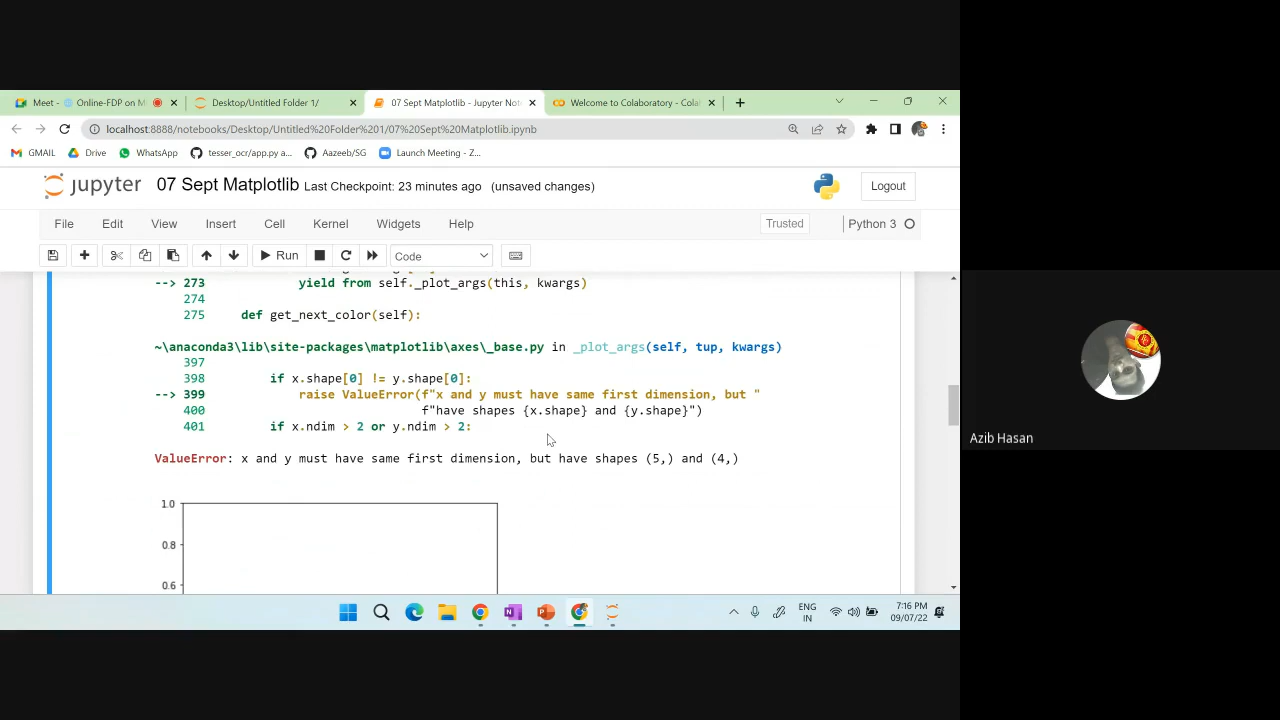 Meet - Online-FDP on M
Desktop/Untitled Folder 1/
07 Sept Matplotlib - Jupyter Not
Welcome to Colaboratory - Cola
localhost:8888/notebooks/Desktop/Untitled%20Folder%201/07%20Sept%20Matplotlib.ipynb
GMAIL
Drive
WhatsApp
tesser_ocr/app.py a...
Aazeeb/SG
Launch Meeting - Z...
jupyter 07 Sept Matplotlib Last Checkpoint: 23 minutes ago (unsaved changes)
Logout
File Edit View Insert Cell Kernel Widgets Help
Trusted
Python 3
Run
Code
--> 273 yield from self._plot_args(this, kwargs)
274
275 def get_next_color(self):
~\anaconda3\lib\site-packages\matplotlib\axes\_base.py in _plot_args(self, tup, kwargs)
397
398 if x.shape[0] != y.shape[0]:
--> 399 raise ValueError(f"x and y must have same first dimension, but "
400 f"have shapes {x.shape} and {y.shape}")
401 if x.ndim > 2 or y.ndim > 2:
ValueError: x and y must have same first dimension, but have shapes (5,) and (4,)
1.0
0.8
0.6
Azib Hasan
ENG
IN
7:16 PM
09/07/22